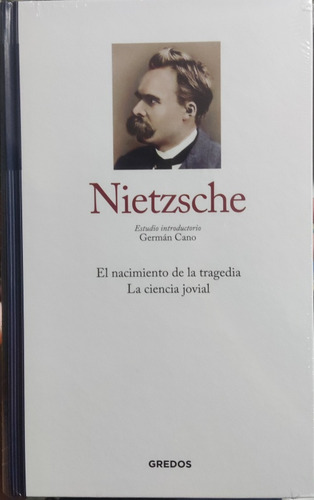 Nietzsche
Estudio introductorio
Germán Cano
El nacimiento de la tragedia
La ciencia jovial
GREDOS